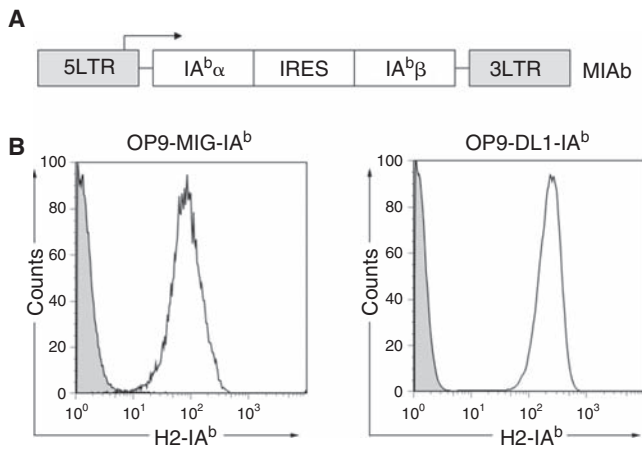 A
5LTR IAᵇα IRES IAᵇβ 3LTR MIAb
B
OP9-MIG-IAᵇ
100
80
60
40
20
0
Counts
10⁰ 10¹ 10² 10³
H2-IAᵇ
OP9-DL1-IAᵇ
100
80
60
40
20
0
Counts
10⁰ 10¹ 10² 10³
H2-IAᵇ